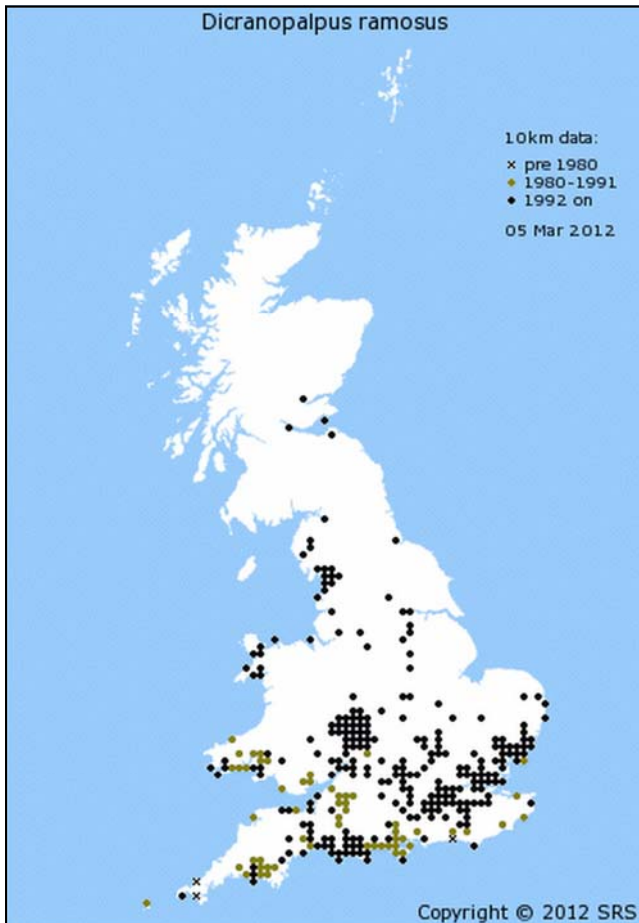 Dicranopalpus ramosus
10km data:
pre 1980
1980-1991
1992 on
05 Mar 2012
Copyright © 2012 SRS